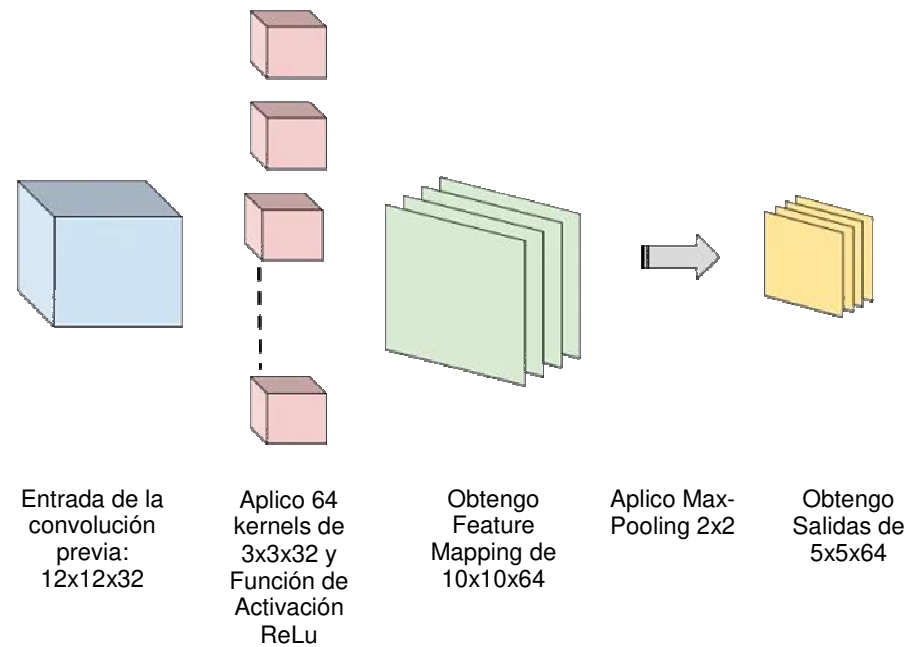 Entrada de la
convolución
previa:
12x12x32
Aplico 64
kernels de
3x3x32 y
Función de
Activación
ReLu
Obtengo
Feature
Mapping de
10x10x64
Aplico Max-
Pooling 2x2
Obtengo
Salidas de
5x5x64